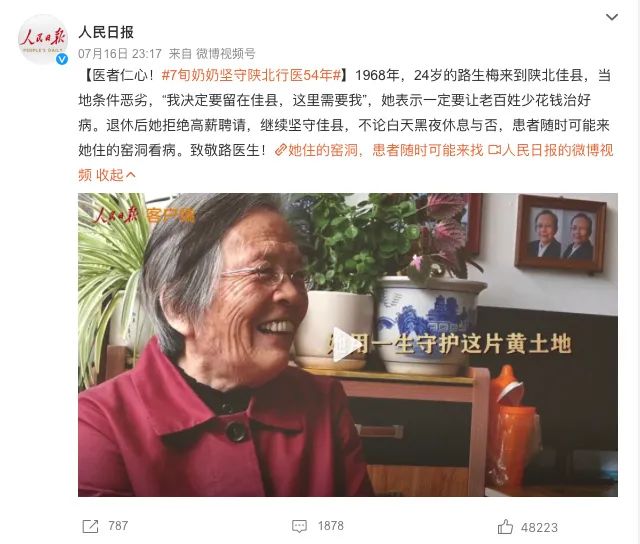 人民日报
PEOPLE'S DAILY
人民日报
07月16日 23:17 来自 微博视频号
【医者仁心！#7旬奶奶坚守陕北行医54年#】1968年，24岁的路生梅来到陕北佳县，当
地条件恶劣，“我决定要留在佳县，这里需要我”，她表示一定要让老百姓少花钱治好
病。退休后她拒绝高薪聘请，继续坚守佳县，不论白天黑夜休息与否，患者随时可能来
她住的窑洞看病。致敬路医生！她住的窑洞，患者随时可能来找 人民日报的微博视
频 收起
人民日报 客户端
她用一生守护这片黄土地
787
1878
48223